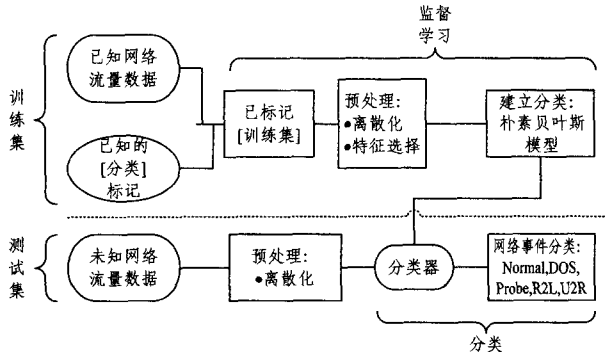 监督
学习
训
练
集
已知网络
流量数据
已知的
[分类]
标记
已标记
[训练集]
预处理:
●离散化
●特征选择
建立分类:
朴素贝叶斯
模型
测
试
集
未知网络
流量数据
预处理:
●离散化
分类器
网络事件分类:
Normal,DOS,
Probe,R2L,U2R
分类